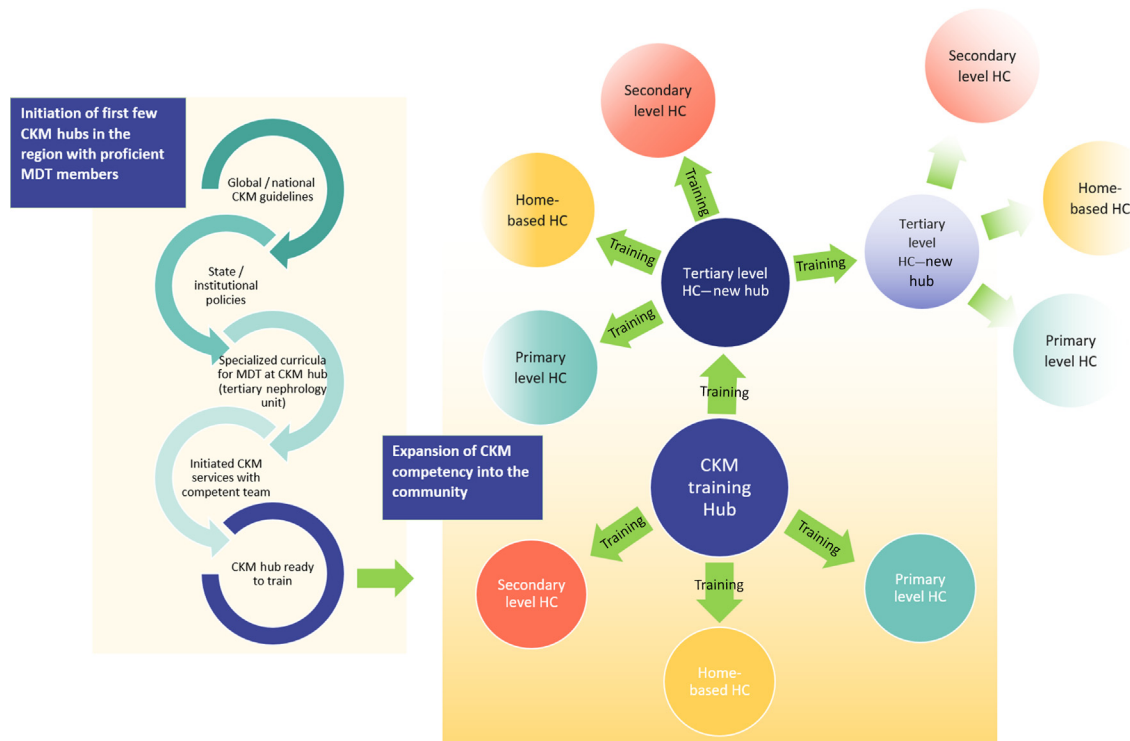 Initiation of first few
CKM hubs in the
region with proficient
MDT members
Global / national
CKM guidelines
State /
institutional
policies
Specialized curricula
for MDT at CKM hub
(tertiary nephrology
unit)
Initiated CKM
services with
competent team
CKM hub ready
to train
Expansion of CKM
competency into the
community
Secondary
level HC
Training
Home-
based HC
Training
Primary
level HC
Training
Tertiary level
HC—new hub
Training
Tertiary
level
HC—new
hub
Secondary
level HC
Home-
based HC
Primary
level HC
Training
CKM
training
Hub
Training
Secondary
level HC
Training
Home-
based HC
Training
Primary
level HC